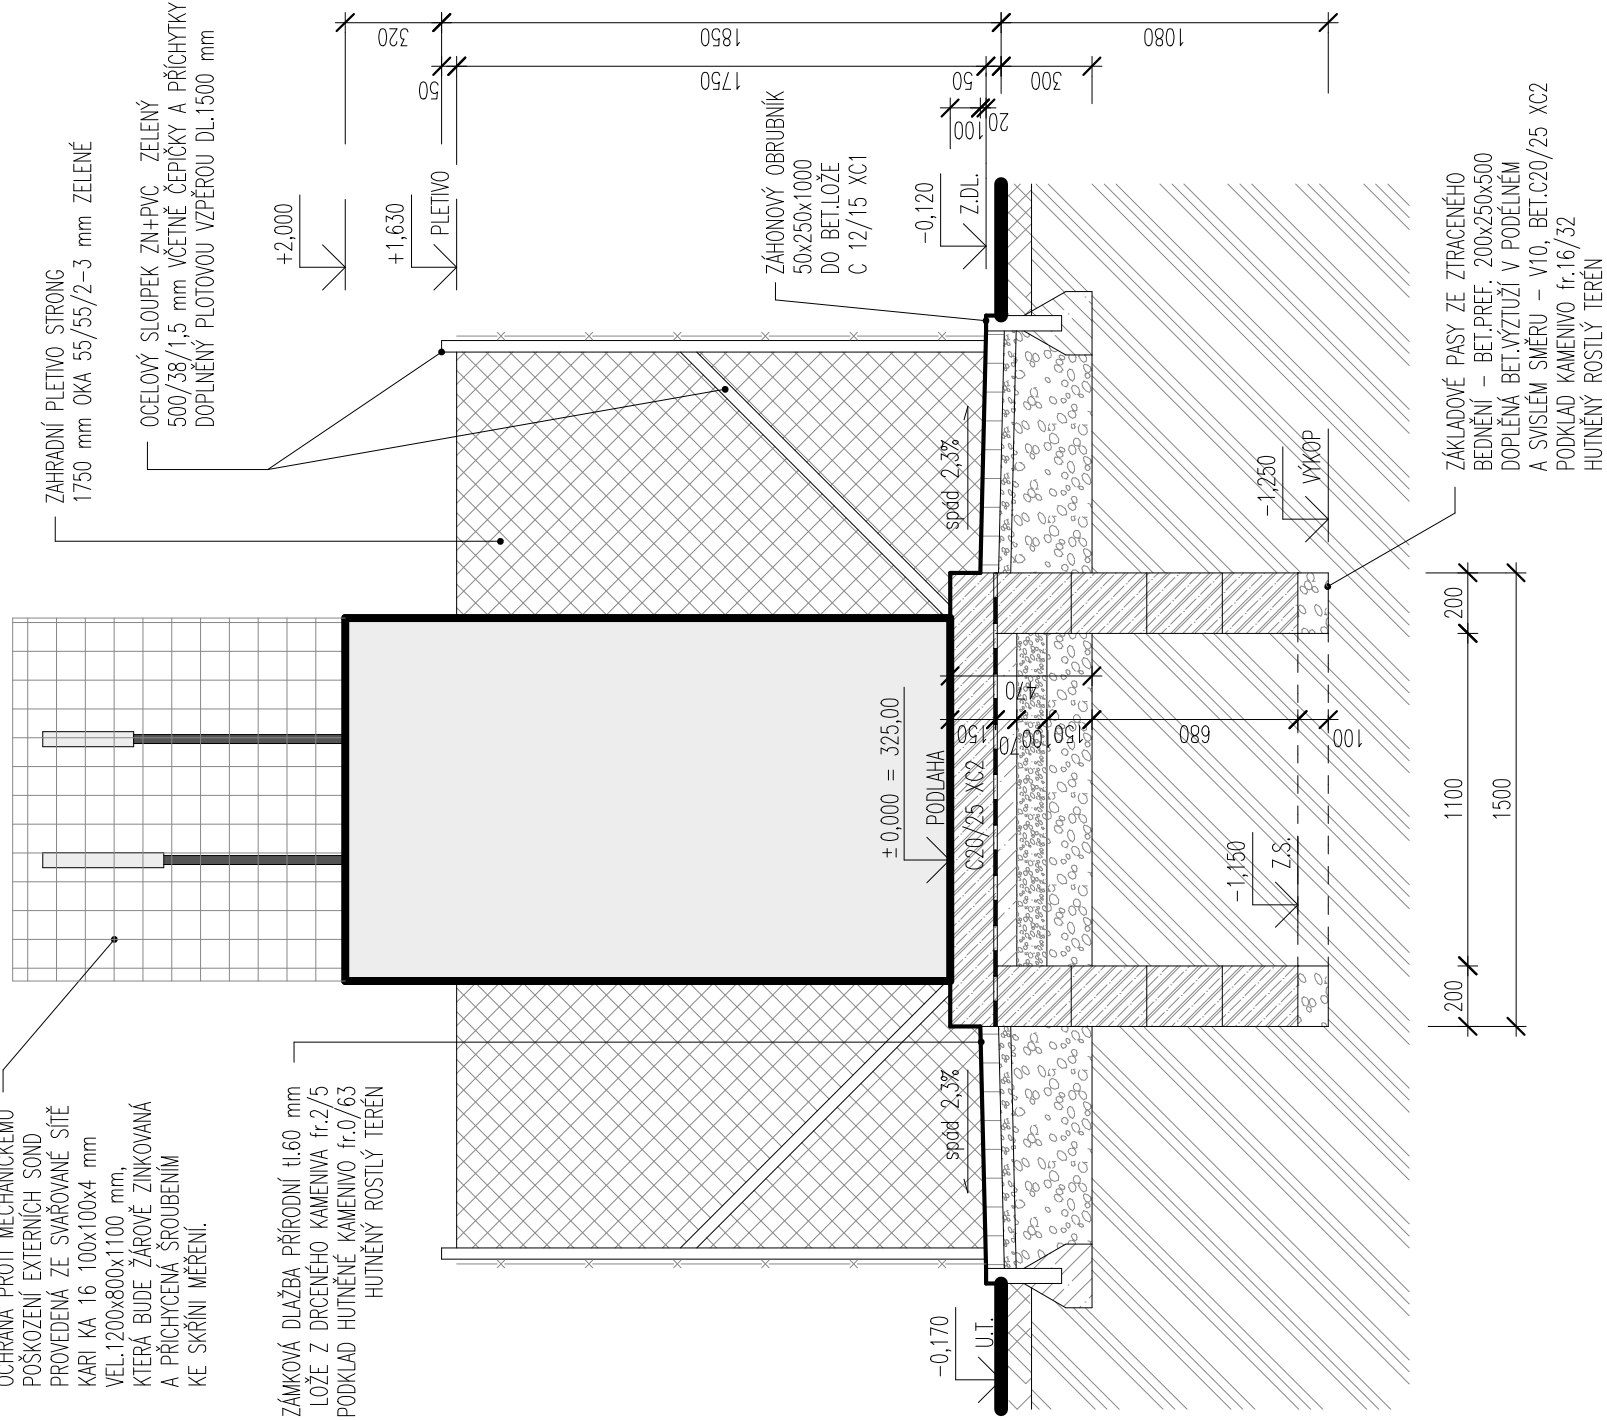 OCHRANA PROTI MECHANICKÉMU
POŠKOZENÍ EXTERNÍCH SOND
PROVEDENÁ ZE SVAŘOVANÉ SÍTĚ
KARI KA 16 100x100x4 mm
VEL.1200x800x1100 mm,
KTERÁ BUDE ŽÁROVĚ ZINKOVANÁ
A PŘICHYCENÁ ŠROUBENÍM
KE SKŘÍNI MĚŘENÍ.
ZÁMKOVÁ DLAŽBA PŘÍRODNÍ tl.60 mm
LOŽE Z DRCENÉHO KAMENIVA fr.2/5
PODKLAD HUTNĚNÉ KAMENIVO fr.0/63
HUTNĚNÝ ROSTLÝ TERÉN
ZAHRADNÍ PLETIVO STRONG
1750 mm OKA 55/55/2-3 mm ZELENÉ
OCELOVÝ SLOUPEK ZN+PVC ZELENÝ
500/38/1,5 mm VČETNĚ ČEPIČKY A PŘÍCHYTKY
DOPLNĚNÝ PLOTOVOU VZPĚROU DL.1500 mm
+2,000
+1,630
PLETIVO
ZÁHONOVÝ OBRUBNÍK
50x250x1000
DO BET.LOŽE
C 12/15 XC1
-0,120
Z.DL.
320
1850
1080
50
1750
50
300
100
20
±0,000 = 325,00
PODLAHA
C20/25 XC2
spád 2,3%
spád 2,3%
-0,170
U.T.
470
150
70
100
150
680
100
-1,150
Z.S.
-1,250
VÝKOP
200
1100
200
1500
ZÁKLADOVÉ PASY ZE ZTRACENÉHO
BEDNĚNÍ - BET.PREF. 200x250x500
DOPLĚNÁ BET.VÝZTUŽÍ V PODÉLNÉM
A SVISLÉM SMĚRU - V10, BET.C20/25 XC2
PODKLAD KAMENIVO fr.16/32
HUTNĚNÝ ROSTLÝ TERÉN